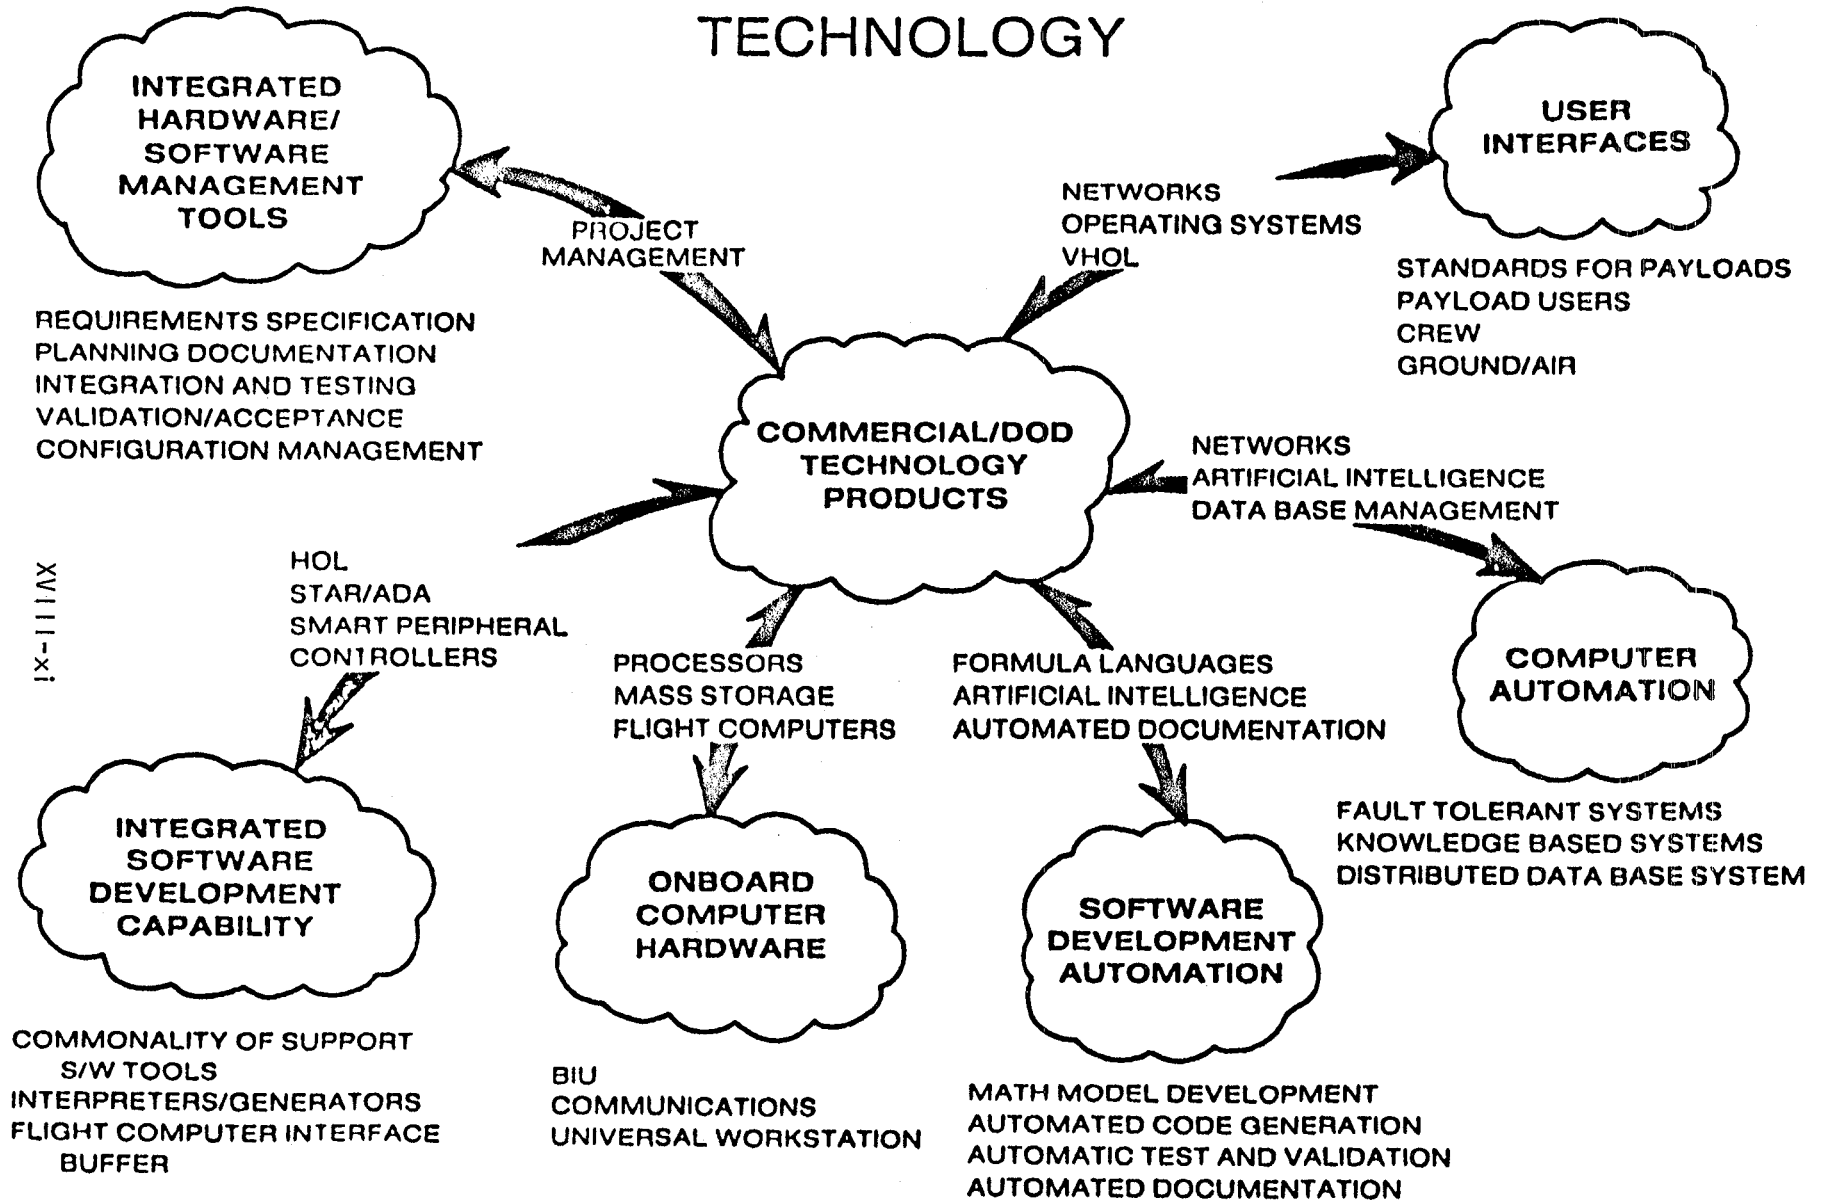 TECHNOLOGY
INTEGRATED
HARDWARE/
SOFTWARE
MANAGEMENT
TOOLS
REQUIREMENTS SPECIFICATION
PLANNING DOCUMENTATION
INTEGRATION AND TESTING
VALIDATION/ACCEPTANCE
CONFIGURATION MANAGEMENT
PROJECT
MANAGEMENT
NETWORKS
OPERATING SYSTEMS
VHOL
USER
INTERFACES
STANDARDS FOR PAYLOADS
PAYLOAD USERS
CREW
GROUND/AIR
COMMERCIAL/DOD
TECHNOLOGY
PRODUCTS
NETWORKS
ARTIFICIAL INTELLIGENCE
DATA BASE MANAGEMENT
COMPUTER
AUTOMATION
FAULT TOLERANT SYSTEMS
KNOWLEDGE BASED SYSTEMS
DISTRIBUTED DATA BASE SYSTEM
XVIII-xi
HOL
STAR/ADA
SMART PERIPHERAL
CONTROLLERS
INTEGRATED
SOFTWARE
DEVELOPMENT
CAPABILITY
COMMONALITY OF SUPPORT
S/W TOOLS
INTERPRETERS/GENERATORS
FLIGHT COMPUTER INTERFACE
BUFFER
PROCESSORS
MASS STORAGE
FLIGHT COMPUTERS
ONBOARD
COMPUTER
HARDWARE
BIU
COMMUNICATIONS
UNIVERSAL WORKSTATION
FORMULA LANGUAGES
ARTIFICIAL INTELLIGENCE
AUTOMATED DOCUMENTATION
SOFTWARE
DEVELOPMENT
AUTOMATION
MATH MODEL DEVELOPMENT
AUTOMATED CODE GENERATION
AUTOMATIC TEST AND VALIDATION
AUTOMATED DOCUMENTATION